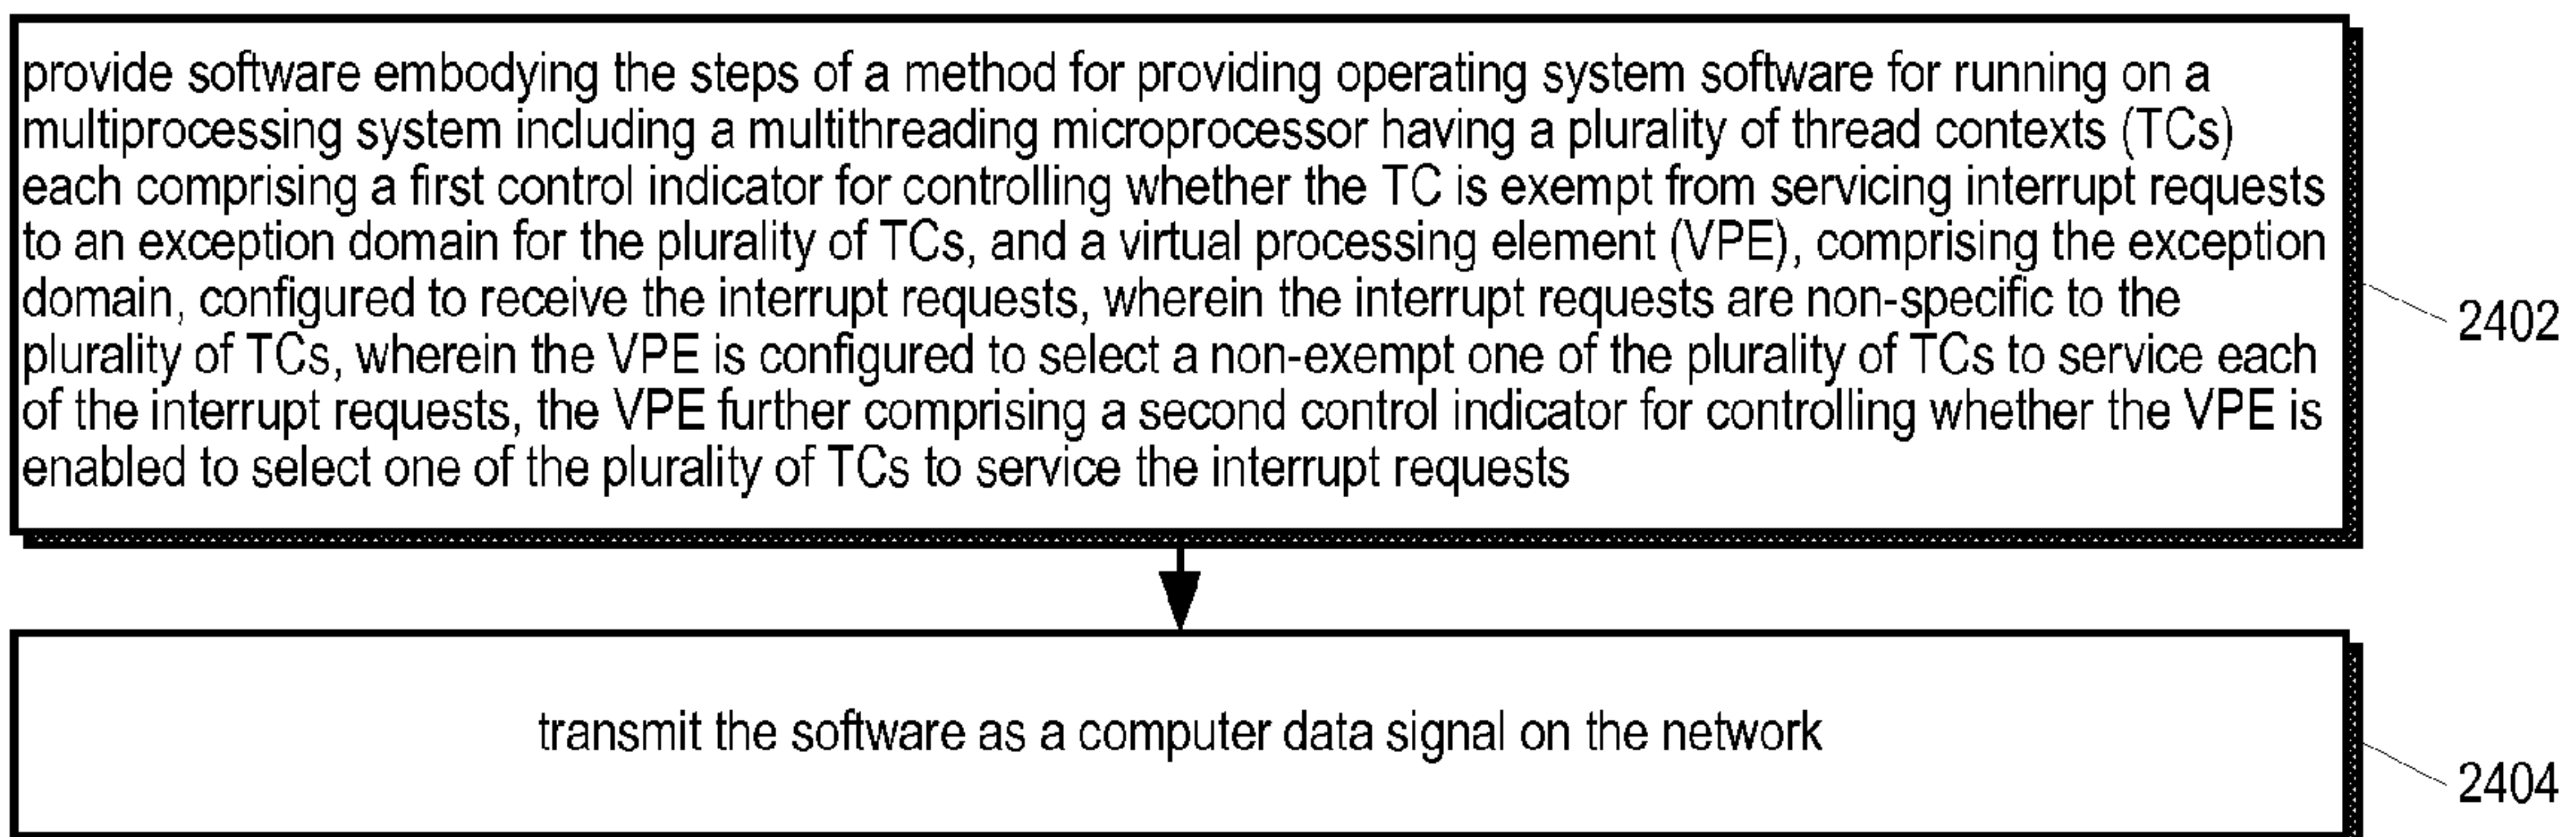 provide software embodying the steps of a method for providing operating system software for running on a
multiprocessing system including a multithreading microprocessor having a plurality of thread contexts (TCs)
each comprising a first control indicator for controlling whether the TC is exempt from servicing interrupt requests
to an exception domain for the plurality of TCs, and a virtual processing element (VPE), comprising the exception
domain, configured to receive the interrupt requests, wherein the interrupt requests are non-specific to the
plurality of TCs, wherein the VPE is configured to select a non-exempt one of the plurality of TCs to service each
of the interrupt requests, the VPE further comprising a second control indicator for controlling whether the VPE is
enabled to select one of the plurality of TCs to service the interrupt requests
2402
transmit the software as a computer data signal on the network
2404